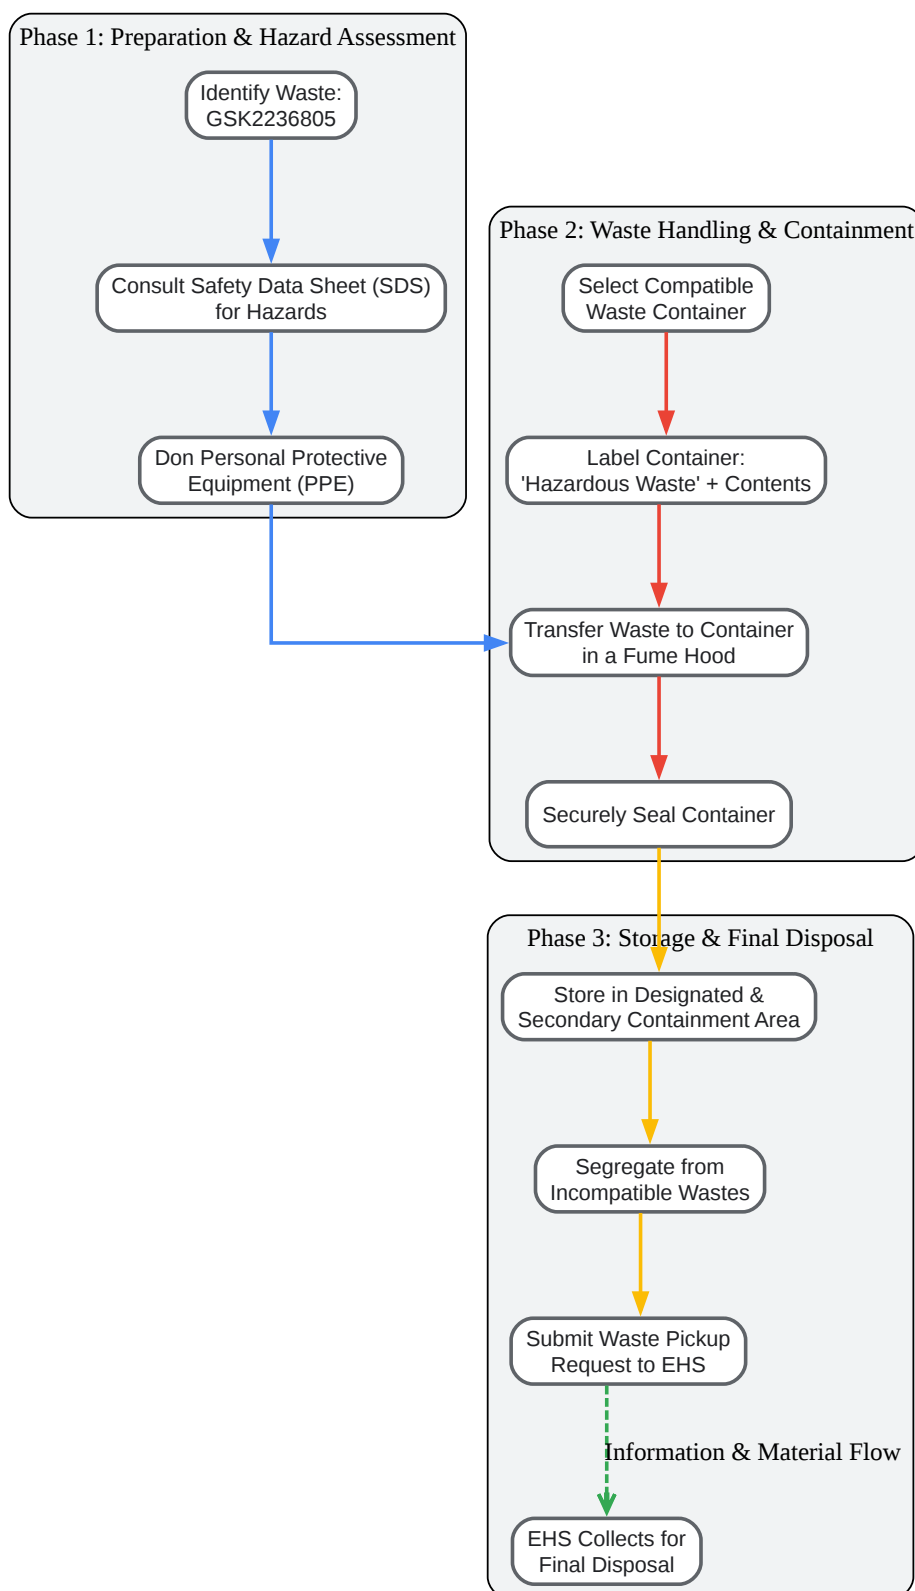 Phase 1: Preparation & Hazard Assessment
Identify Waste:
GSK2236805
Consult Safety Data Sheet (SDS)
for Hazards
Don Personal Protective
Equipment (PPE)
Phase 2: Waste Handling & Containment
Select Compatible
Waste Container
Label Container:
'Hazardous Waste' + Contents
Transfer Waste to Container
in a Fume Hood
Securely Seal Container
Phase 3: Storage & Final Disposal
Store in Designated &
Secondary Containment Area
Segregate from
Incompatible Wastes
Submit Waste Pickup
Request to EHS
Information & Material Flow
EHS Collects for
Final Disposal